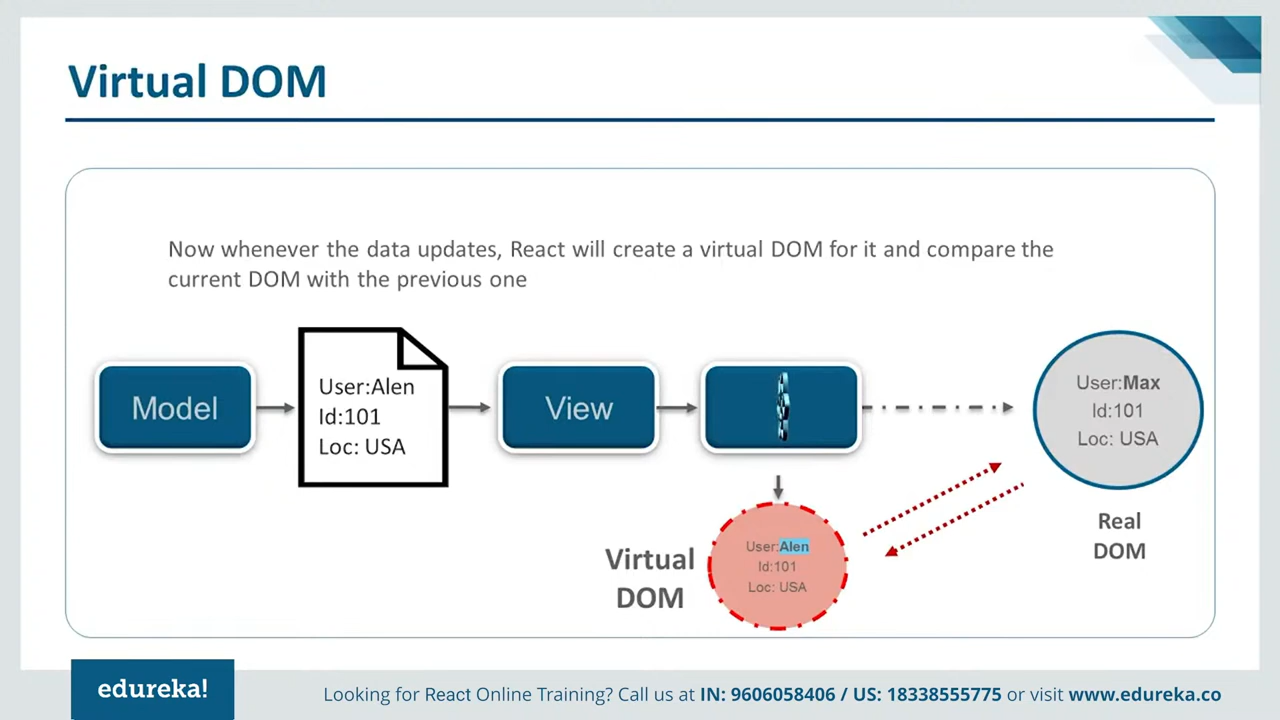 Virtual DOM
Now whenever the data updates, React will create a virtual DOM for it and compare the
current DOM with the previous one
Model
User:Alen
Id:101
Loc: USA
View
User:Max
Id:101
Loc: USA
Real
DOM
Virtual
DOM
User:Alen
Id:101
Loc: USA
edureka!
Looking for React Online Training? Call us at IN: 9606058406 / US: 18338555775 or visit www.edureka.co